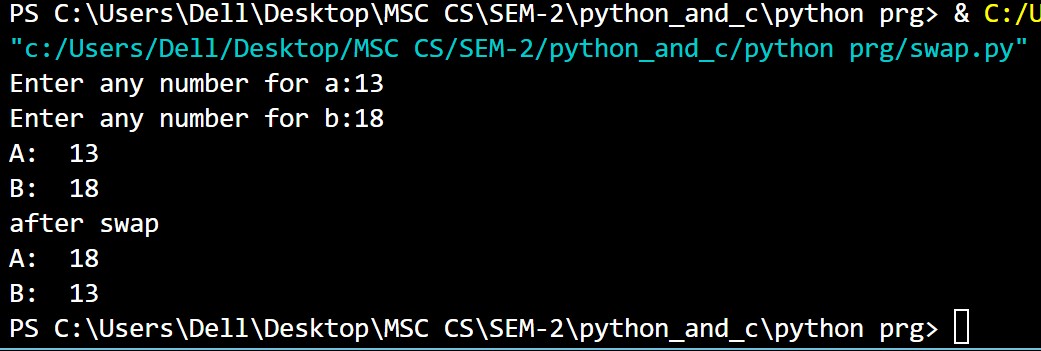 PS C:\Users\Dell\Desktop\MSC CS\SEM-2\python_and_c\python prg> & C:/U
"c:/Users/Dell/Desktop/MSC CS/SEM-2/python_and_c/python prg/swap.py"
Enter any number for a:13
Enter any number for b:18
A:  13
B:  18
after swap
A:  18
B:  13
PS C:\Users\Dell\Desktop\MSC CS\SEM-2\python_and_c\python prg>